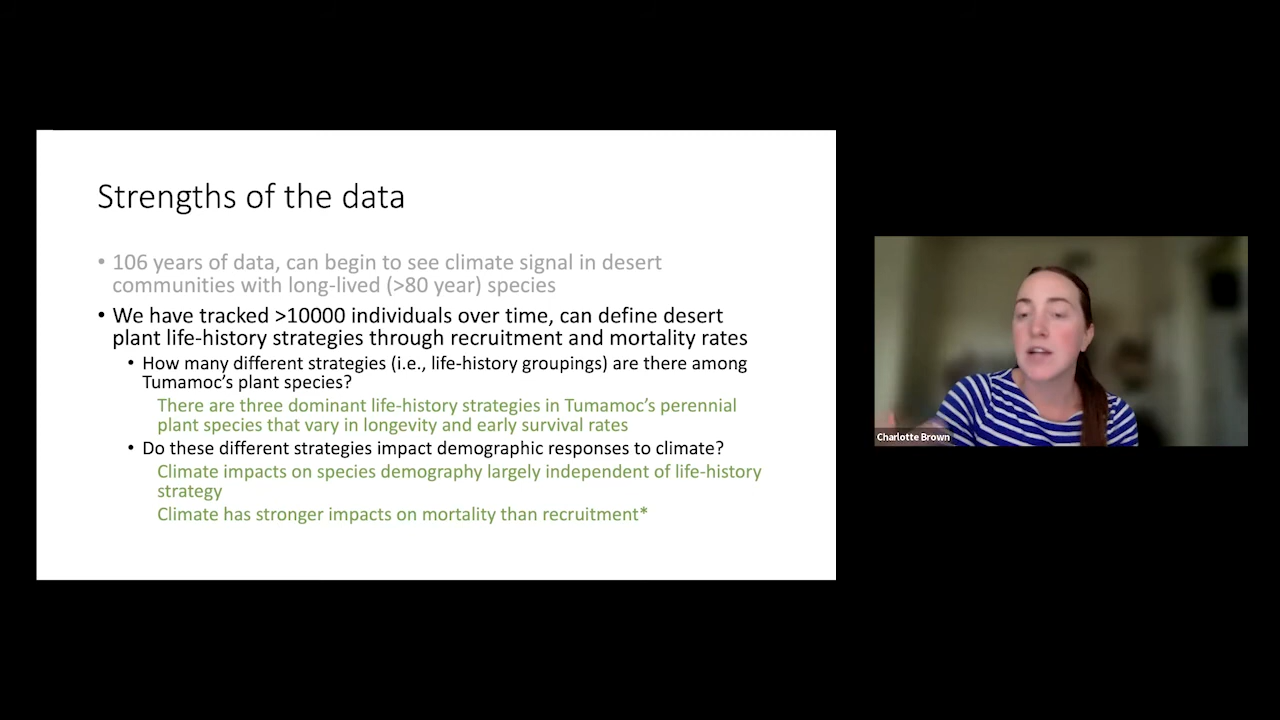 Strengths of the data
• 106 years of data, can begin to see climate signal in desert
communities with long-lived (>80 year) species
• We have tracked >10000 individuals over time, can define desert
plant life-history strategies through recruitment and mortality rates
• How many different strategies (i.e., life-history groupings) are there among
Tumamoc’s plant species?
There are three dominant life-history strategies in Tumamoc’s perennial
plant species that vary in longevity and early survival rates
• Do these different strategies impact demographic responses to climate?
Climate impacts on species demography largely independent of life-history
strategy
Climate has stronger impacts on mortality than recruitment*
Charlotte Brown